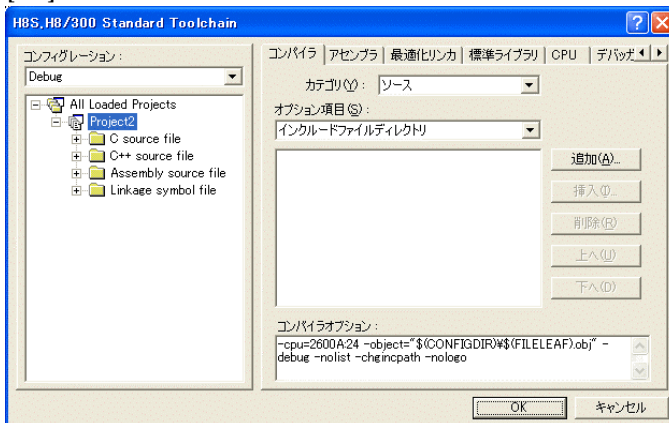 H8S,H8/300 Standard Toolchain
コンフィグレーション :
Debug
All Loaded Projects
Project2
C source file
C++ source file
Assembly source file
Linkage symbol file
コンパイラ アセンブラ 最適化リンカ 標準ライブラリ CPU デバッガ
カテゴリ(Y) : ソース
オプション項目(S) :
インクルードファイルディレクトリ
追加(A)...
挿入(I)...
削除(R)
上へ(U)
下へ(D)
コンパイラオプション :
-cpu=2600A:24 -object="$(CONFIGDIR)¥$(FILELEAF).obj" -
debug -nolist -chgincpath -nologo
OK キャンセル